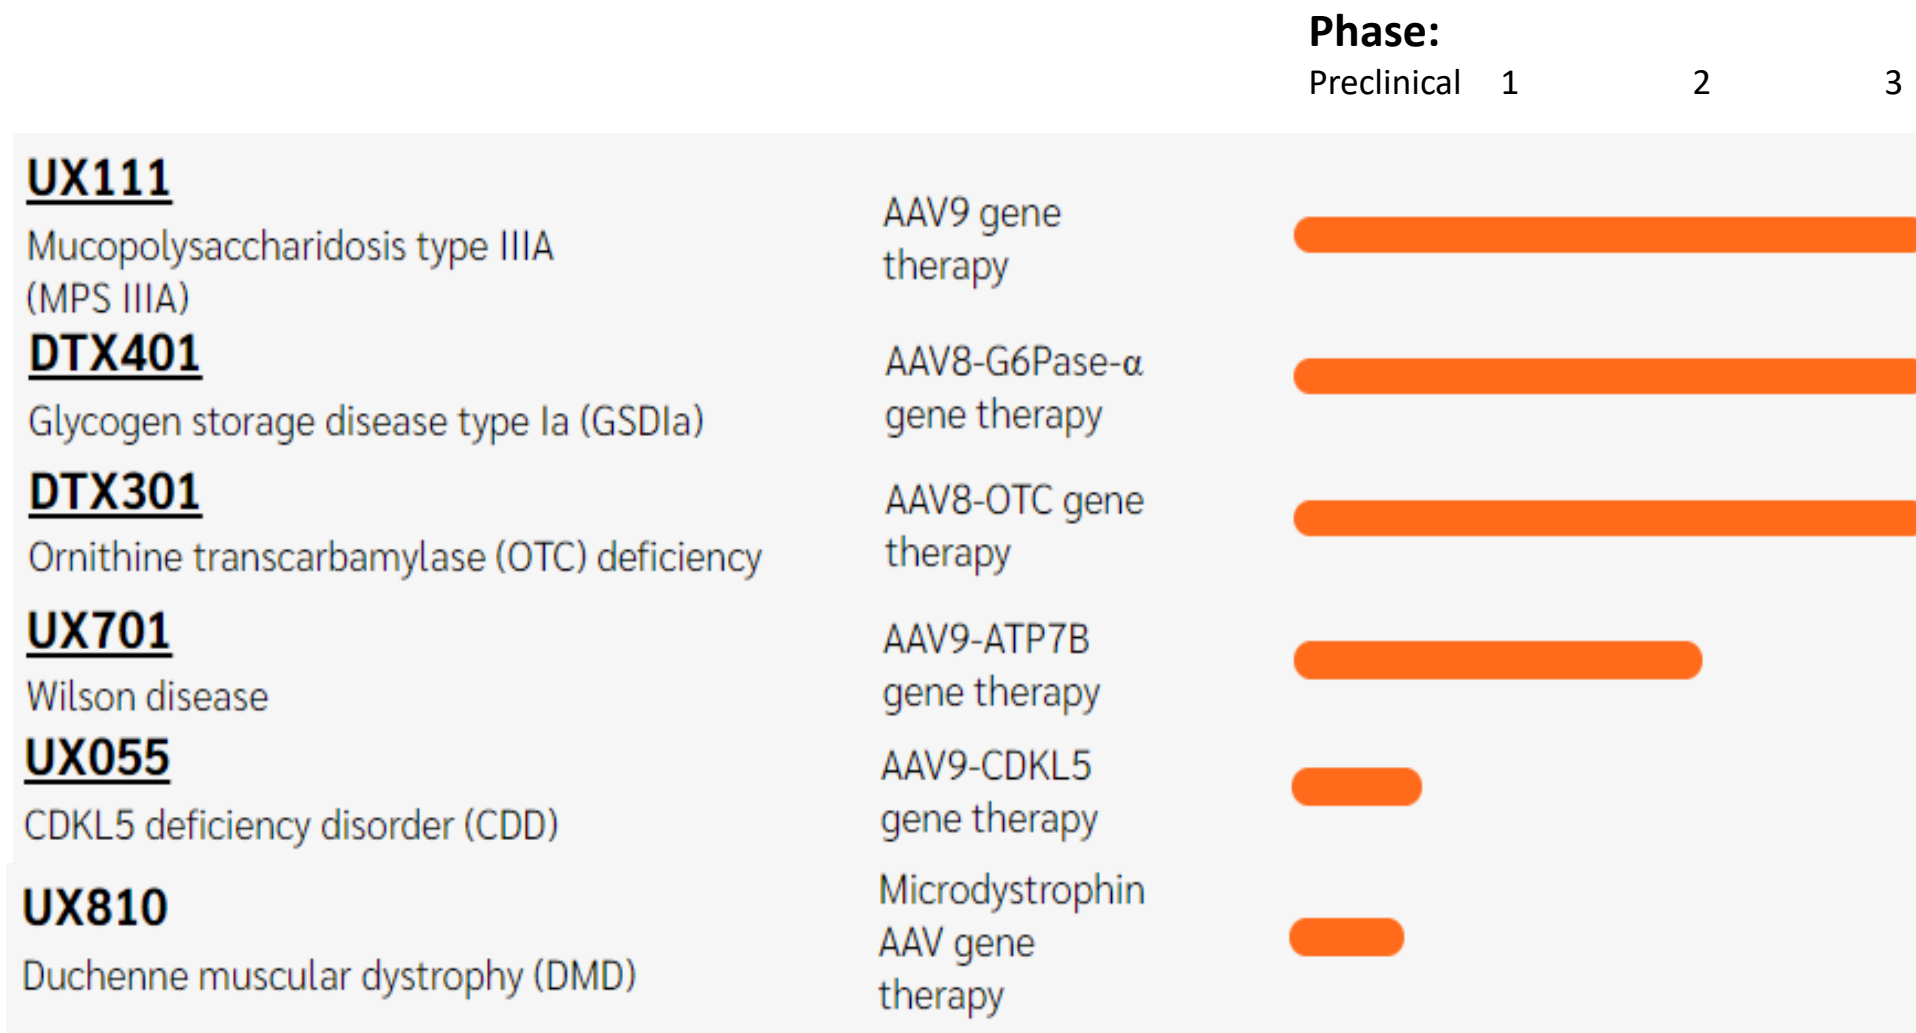 Phase:
Preclinical 1 2 3
UX111
Mucopolysaccharidosis type IIIA
(MPS IIIA)
AAV9 gene
therapy
DTX401
Glycogen storage disease type Ia (GSDIa)
AAV8-G6Pase-α
gene therapy
DTX301
Ornithine transcarbamylase (OTC) deficiency
AAV8-OTC gene
therapy
UX701
Wilson disease
AAV9-ATP7B
gene therapy
UX055
CDKL5 deficiency disorder (CDD)
AAV9-CDKL5
gene therapy
UX810
Duchenne muscular dystrophy (DMD)
Microdystrophin
AAV gene
therapy